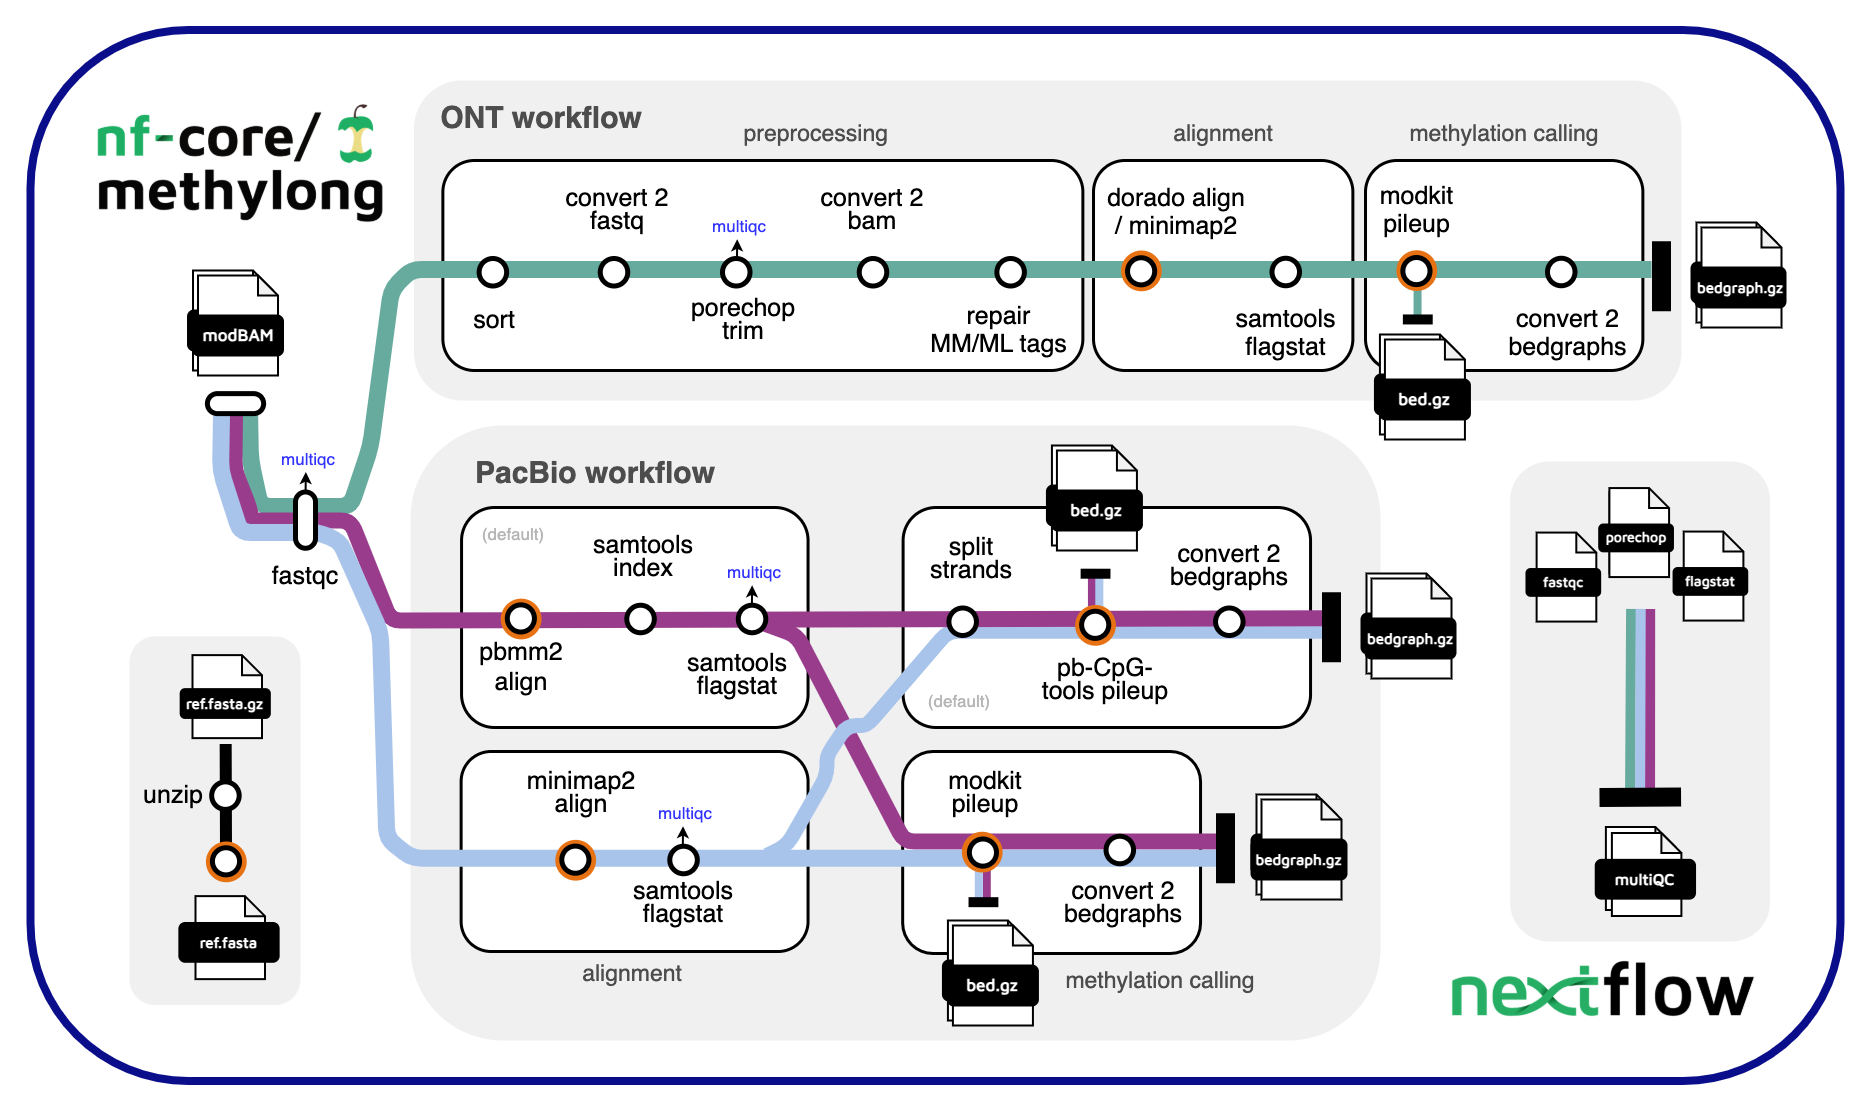 nf-core/
methylong
ONT workflow
preprocessing
alignment
methylation calling
convert 2
fastq
multiqc
convert 2
bam
dorado align
/ minimap2
modkit
pileup
sort
porechop
trim
repair
MM/ML tags
samtools
flagstat
convert 2
bedgraphs
bedgraph.gz
bed.gz
modBAM
multiqc
fastqc
PacBio workflow
(default)
samtools
index
multiqc
pbmm2
align
samtools
flagstat
split
strands
bed.gz
convert 2
bedgraphs
pb-CpG-
tools pileup
(default)
bedgraph.gz
minimap2
align
multiqc
samtools
flagstat
alignment
modkit
pileup
convert 2
bedgraphs
bedgraph.gz
bed.gz
methylation calling
ref.fasta.gz
unzip
ref.fasta
porechop
fastqc
flagstat
multiQC
nextflow